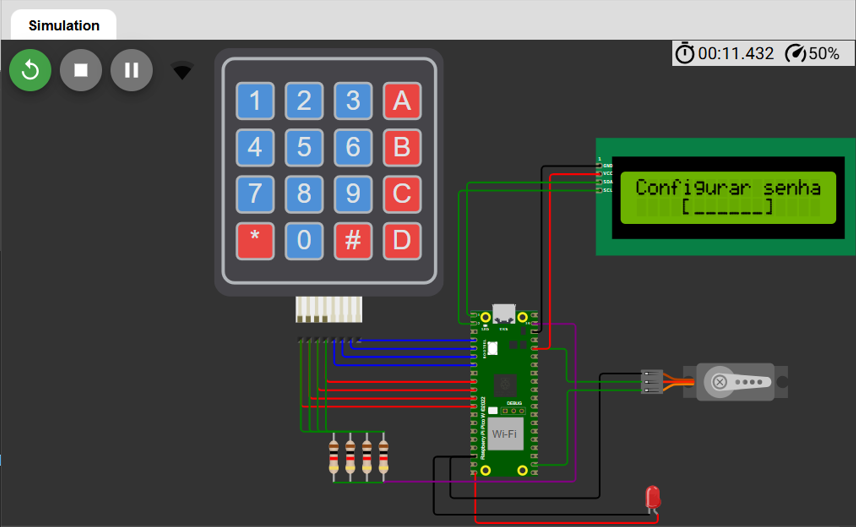 Simulation
00:11.432 50%
1 2 3 A
4 5 6 B
7 8 9 C
* 0 # D
1
GND
VCC
SDA
SCL
Configurar senha
[______]
DEBUG
Raspberry Pi Pico W ©2022
Wi-Fi